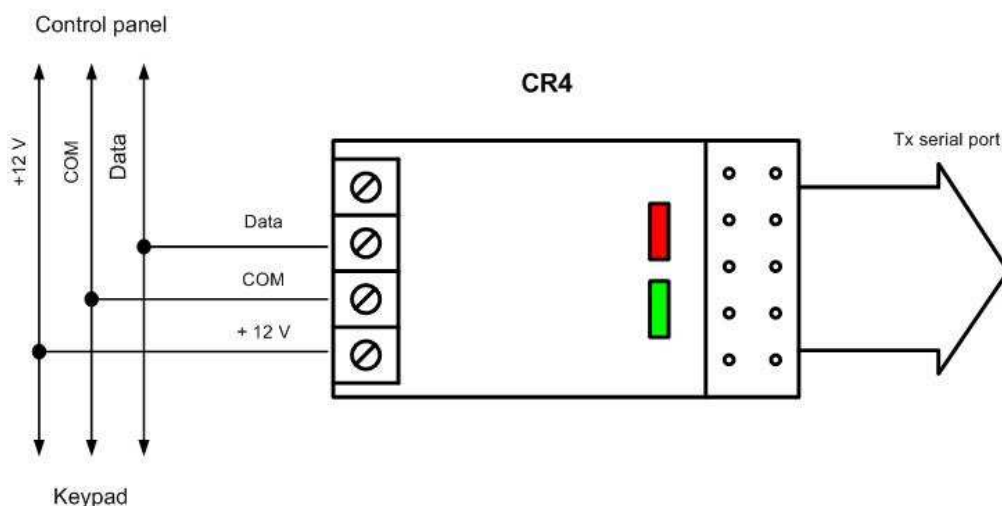 Control panel
CR4
Tx serial port
+12 V
COM
Data
Data
COM
+ 12 V
Keypad